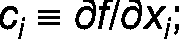 cᵢ ≡ ∂f/∂xᵢ;